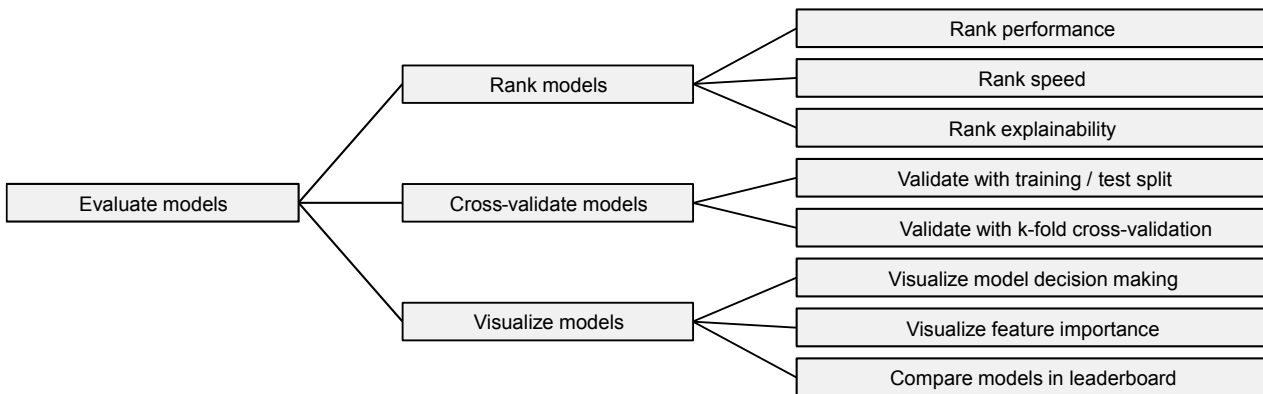 Rank performance
Rank models
Rank speed
Rank explainability
Evaluate models
Cross-validate models
Validate with training / test split
Validate with k-fold cross-validation
Visualize models
Visualize model decision making
Visualize feature importance
Compare models in leaderboard